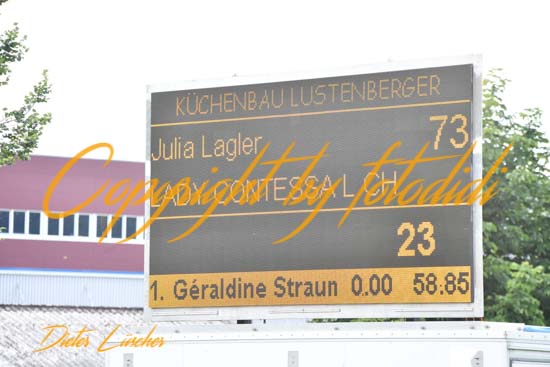 KÜCHENBAU LUSTENBERGER
Julia Lagler 73
LADY CONTESSA L CH
23
1. Géraldine Straun 0.00 58.85
Copyright by fotodidi
Dieter Lüscher